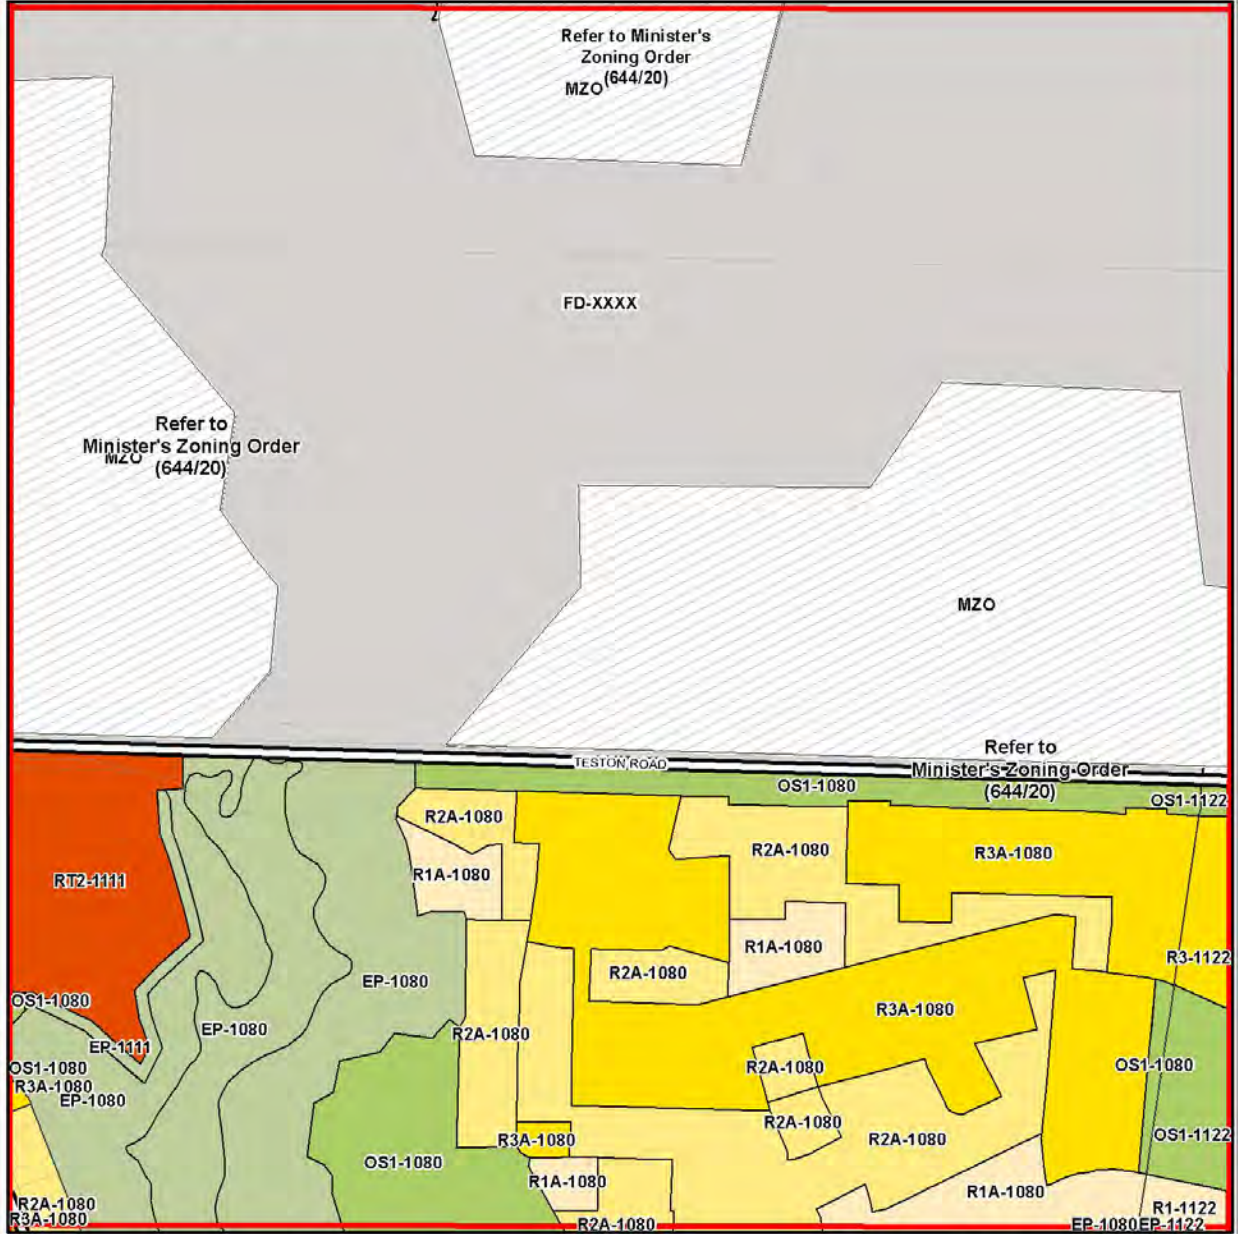 Refer to Minister's
Zoning Order
(644/20)
MZO
FD-XXXX
Refer to
Minister's Zoning Order
(644/20)
MZO
MZO
TESTON ROAD
Refer to
Minister's Zoning Order
(644/20)
OS1-1080
OS1-1122
R2A-1080
R2A-1080
R3A-1080
R1A-1080
RT2-1111
R1A-1080
R3-1122
R2A-1080
EP-1080
OS1-1080
R3A-1080
EP-1080
R2A-1080
EP-1111
OS1-1080
R2A-1080
OS1-1080
R3A-1080
EP-1080
R2A-1080
R3A-1080
R2A-1080
OS1-1122
OS1-1080
R1A-1080
R1A-1080
R2A-1080
R1-1122
R3A-1080
R2A-1080
EP-1080
EP-1122